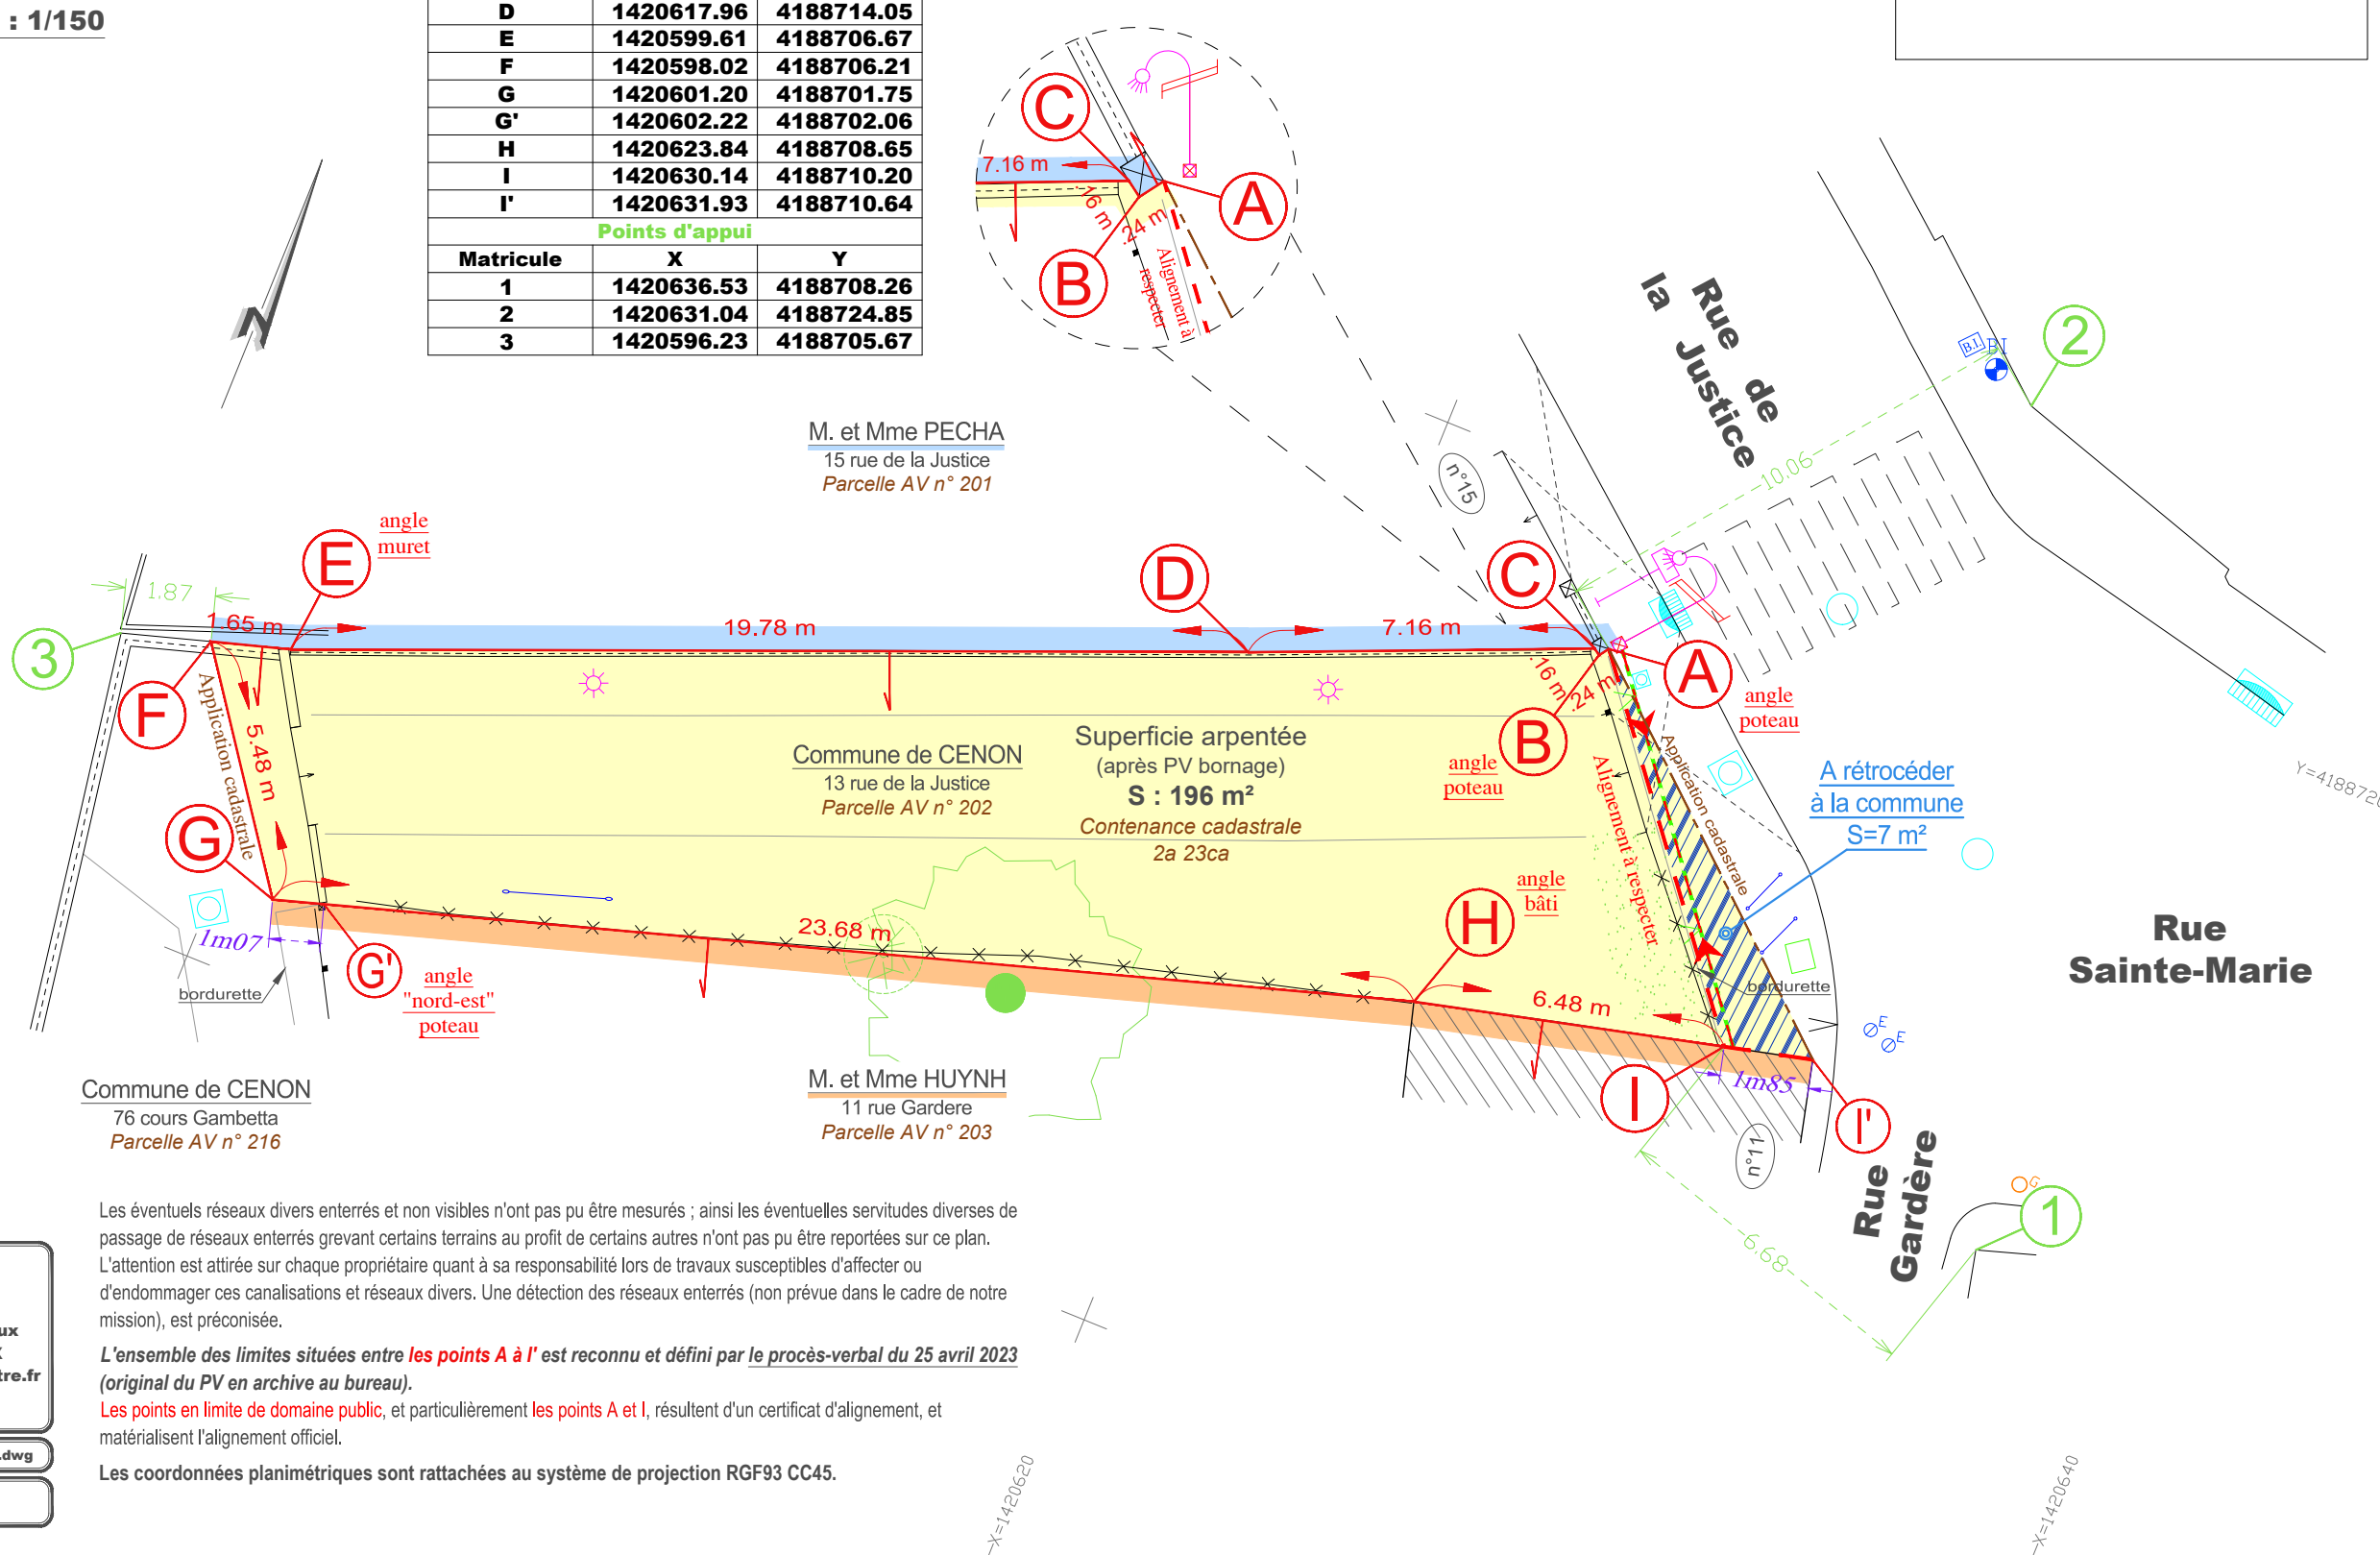 : 1/150
D 1420617.96 4188714.05
E 1420599.61 4188706.67
F 1420598.02 4188706.21
G 1420601.20 4188701.75
G' 1420602.22 4188702.06
H 1420623.84 4188708.65
I 1420630.14 4188710.20
I' 1420631.93 4188710.64
Points d'appui
Matricule X Y
1 1420636.53 4188708.26
2 1420631.04 4188724.85
3 1420596.23 4188705.67
N
C
7.16 m
A
.16 m
.24 m
B
Alignement à
respecter
Rue de
la Justice
B.I. BI
2
10.06
n°15
M. et Mme PECHA
15 rue de la Justice
Parcelle AV n° 201
angle
muret
E
D
C
1.87
1.65 m
19.78 m
7.16 m
3
F
.16 m
.24 m
A
angle
poteau
B
angle
poteau
Application cadastrale
5.48 m
G
Commune de CENON
13 rue de la Justice
Parcelle AV n° 202
Superficie arpentée
(après PV bornage)
S : 196 m²
Contenance cadastrale
2a 23ca
Alignement à respecter
Application cadastrale
A rétrocéder
à la commune
S=7 m²
Y=4188720
angle
bâti
H
23.68 m
1m07
G'
angle
"nord-est"
poteau
bordurette
bordurette
6.48 m
E
E
Rue
Sainte-Marie
I
1m85
I'
n°11
Commune de CENON
76 cours Gambetta
Parcelle AV n° 216
M. et Mme HUYNH
11 rue Gardere
Parcelle AV n° 203
Rue
Gardère
G
1
6.68
Les éventuels réseaux divers enterrés et non visibles n'ont pas pu être mesurés ; ainsi les éventuelles servitudes diverses de
passage de réseaux enterrés grevant certains terrains au profit de certains autres n'ont pas pu être reportées sur ce plan.
L'attention est attirée sur chaque propriétaire quant à sa responsabilité lors de travaux susceptibles d'affecter ou
d'endommager ces canalisations et réseaux divers. Une détection des réseaux enterrés (non prévue dans le cadre de notre
mission), est préconisée.
L'ensemble des limites situées entre les points A à I' est reconnu et défini par le procès-verbal du 25 avril 2023
(original du PV en archive au bureau).
Les points en limite de domaine public, et particulièrement les points A et I, résultent d'un certificat d'alignement, et
matérialisent l'alignement officiel.
Les coordonnées planimétriques sont rattachées au système de projection RGF93 CC45.
ux
tre.fr
.dwg
X=1420620
X=1420640